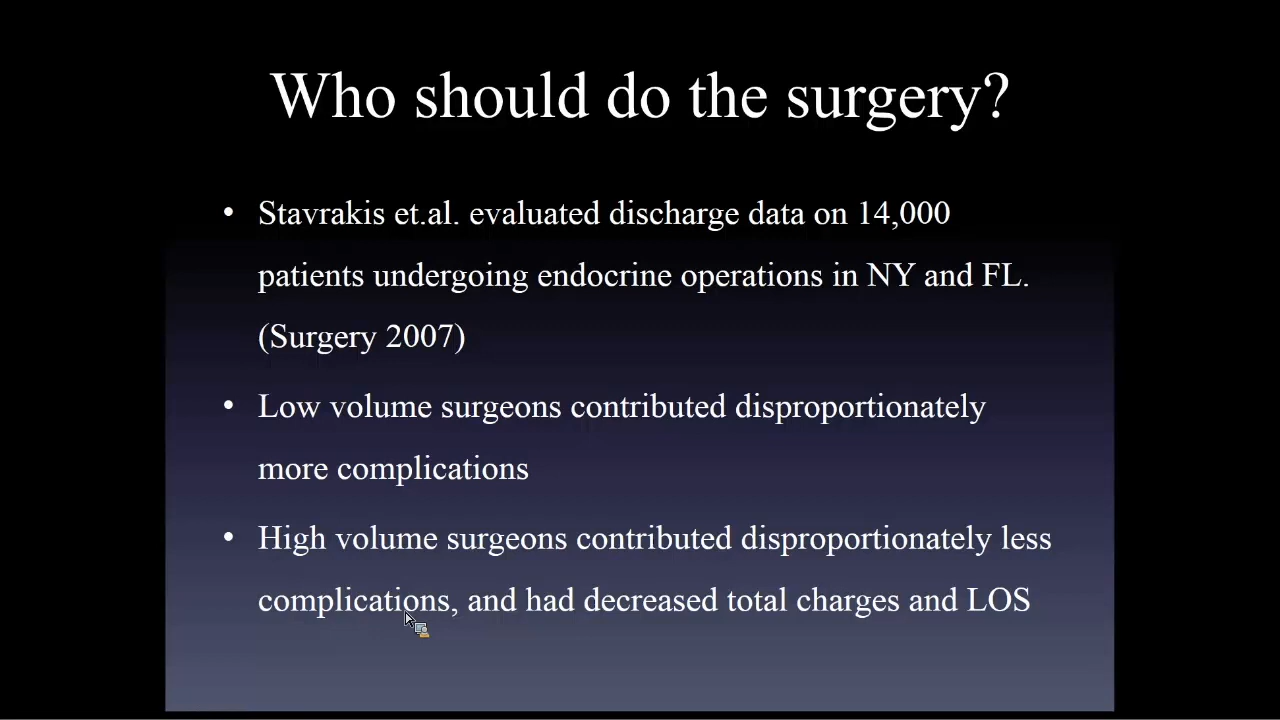 Who should do the surgery?
• Stavrakis et.al. evaluated discharge data on 14,000
patients undergoing endocrine operations in NY and FL.
(Surgery 2007)
• Low volume surgeons contributed disproportionately
more complications
• High volume surgeons contributed disproportionately less
complications, and had decreased total charges and LOS